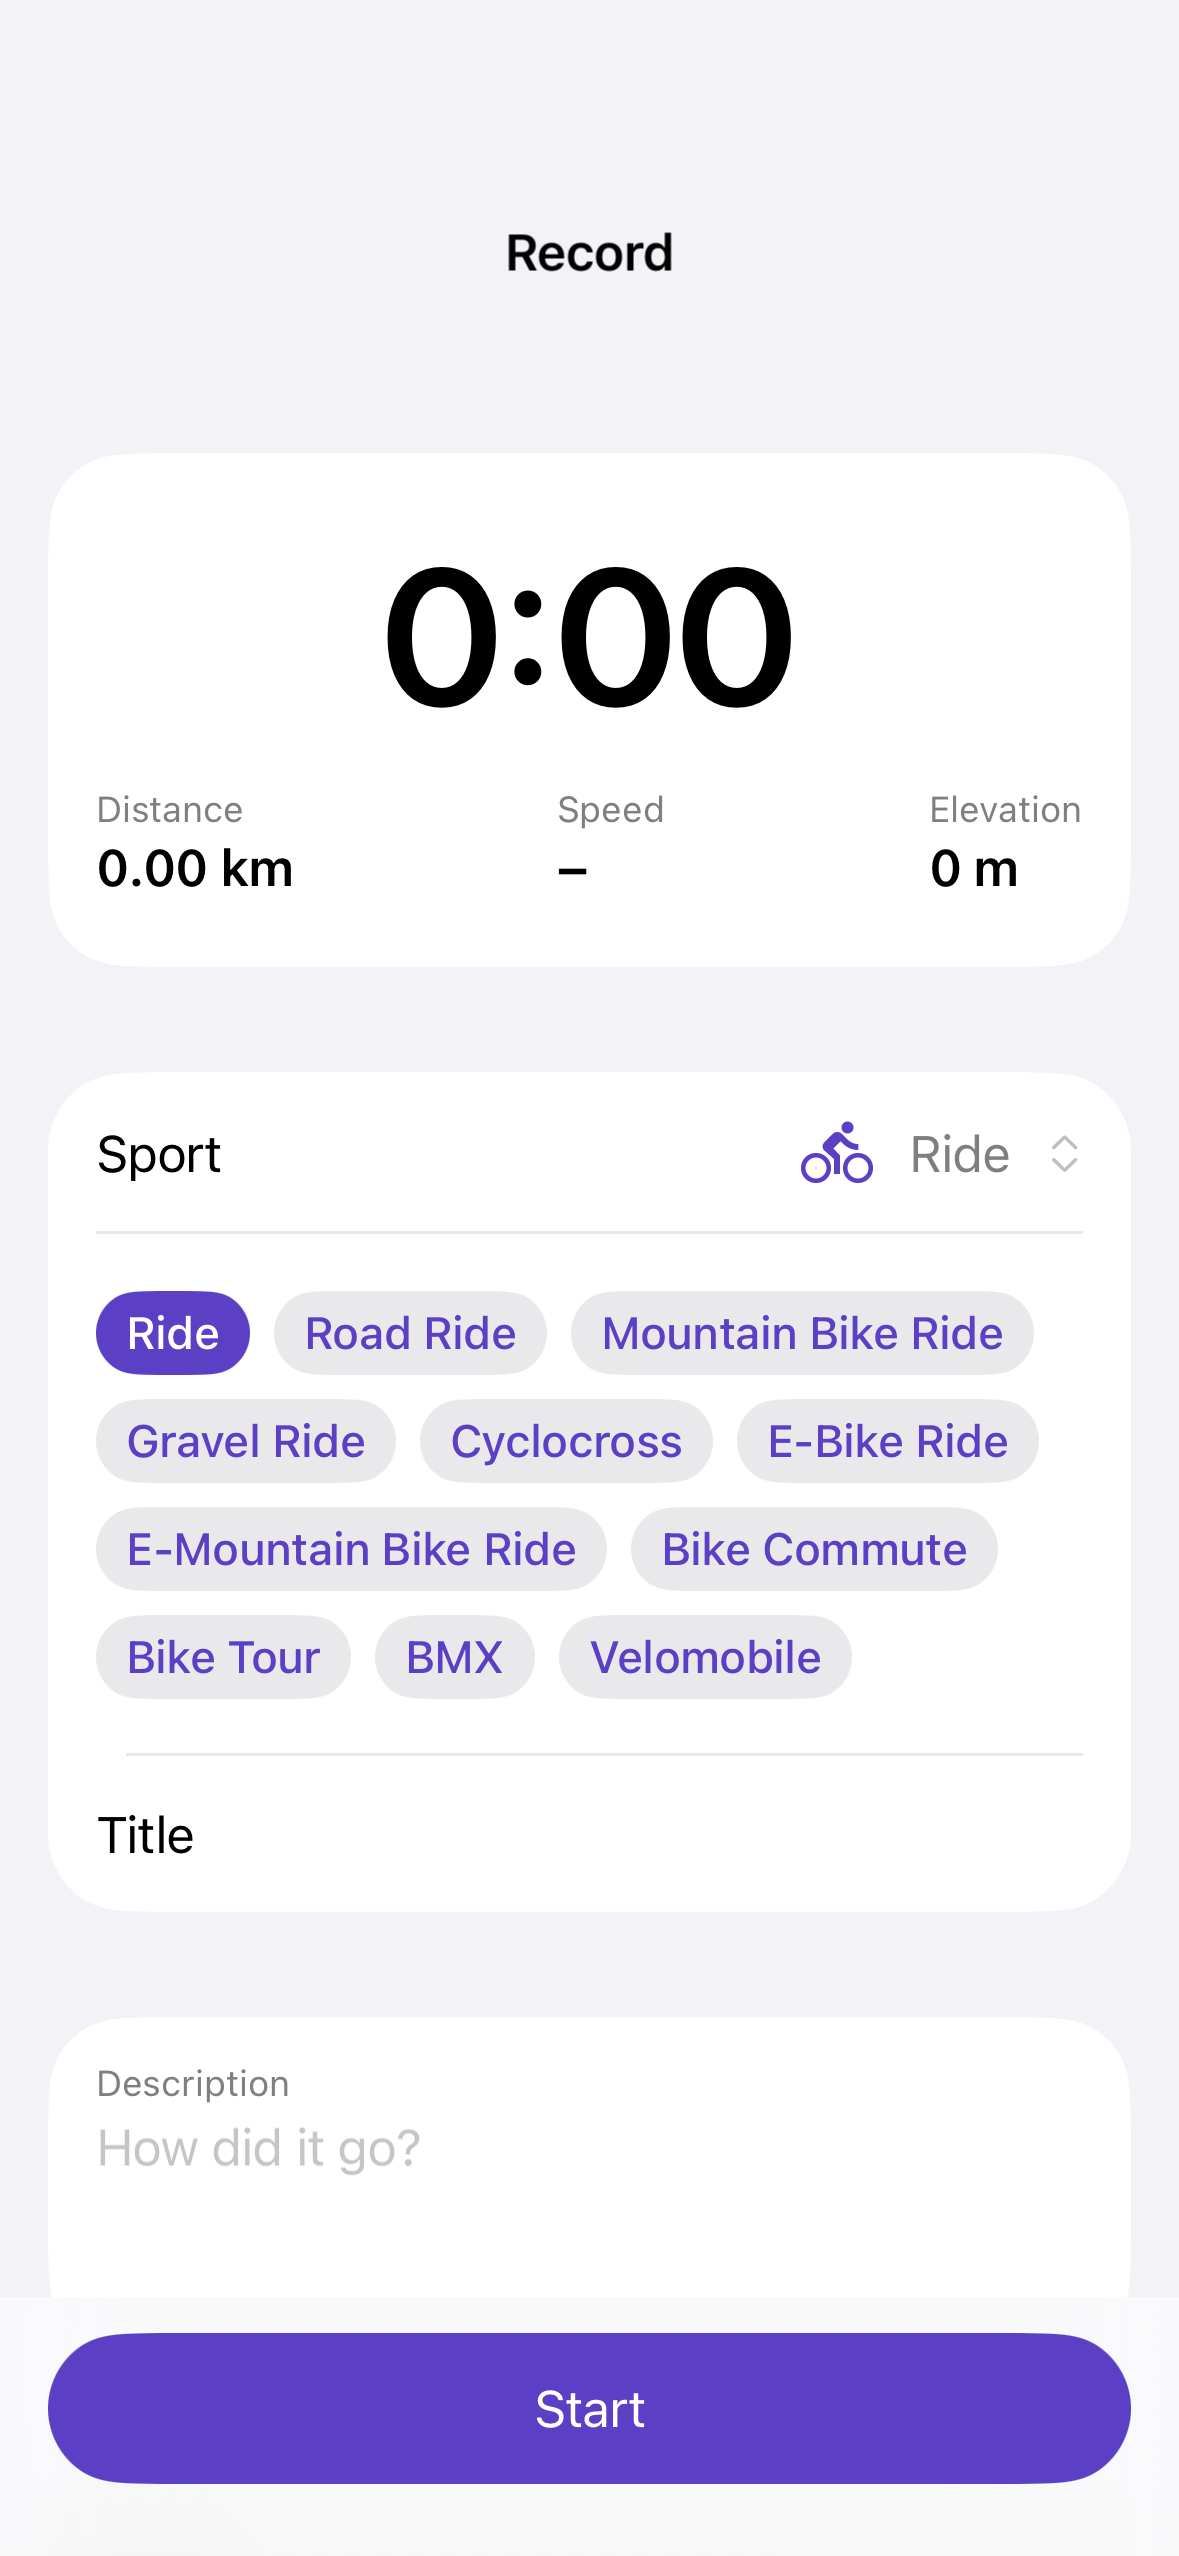 Record
0:00
Distance Speed Elevation
0.00 km – 0 m
Sport Ride
Ride Road Ride Mountain Bike Ride
Gravel Ride Cyclocross E-Bike Ride
E-Mountain Bike Ride Bike Commute
Bike Tour BMX Velomobile
Title
Description
How did it go?
Start